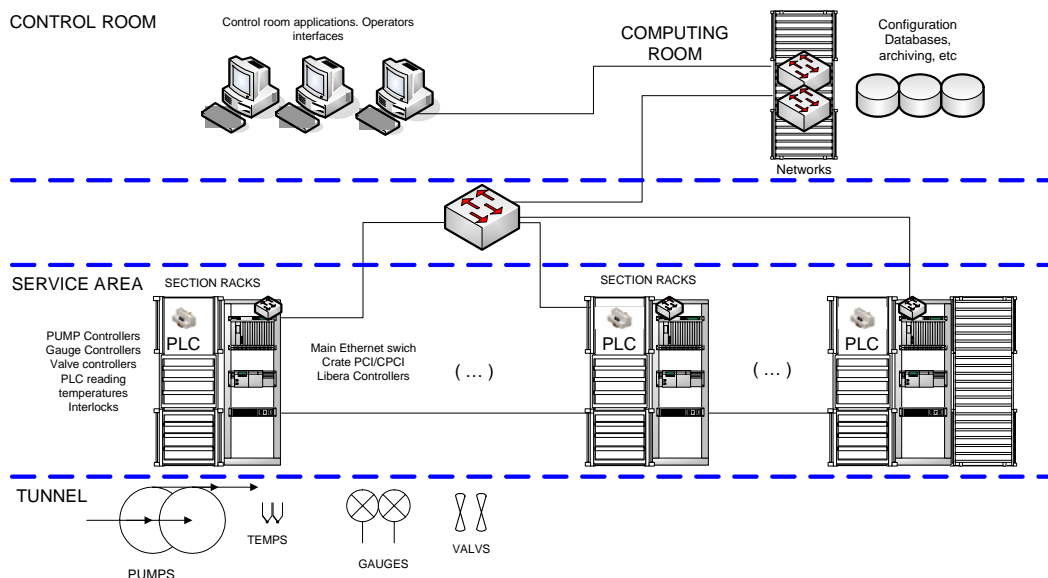 CONTROL ROOM
Control room applications. Operators
interfaces
COMPUTING
ROOM
Configuration
Databases,
archiving, etc
Networks
SERVICE AREA
SECTION RACKS
SECTION RACKS
PLC
PUMP Controllers
Gauge Controllers
Valve controllers
PLC reading
temperatures
Interlocks
Main Ethernet swich
Crate PCI/CPCI
Libera Controllers
( ... )
PLC
( ... )
PLC
TUNNEL
TEMPS
PUMPS
GAUGES
VALVS